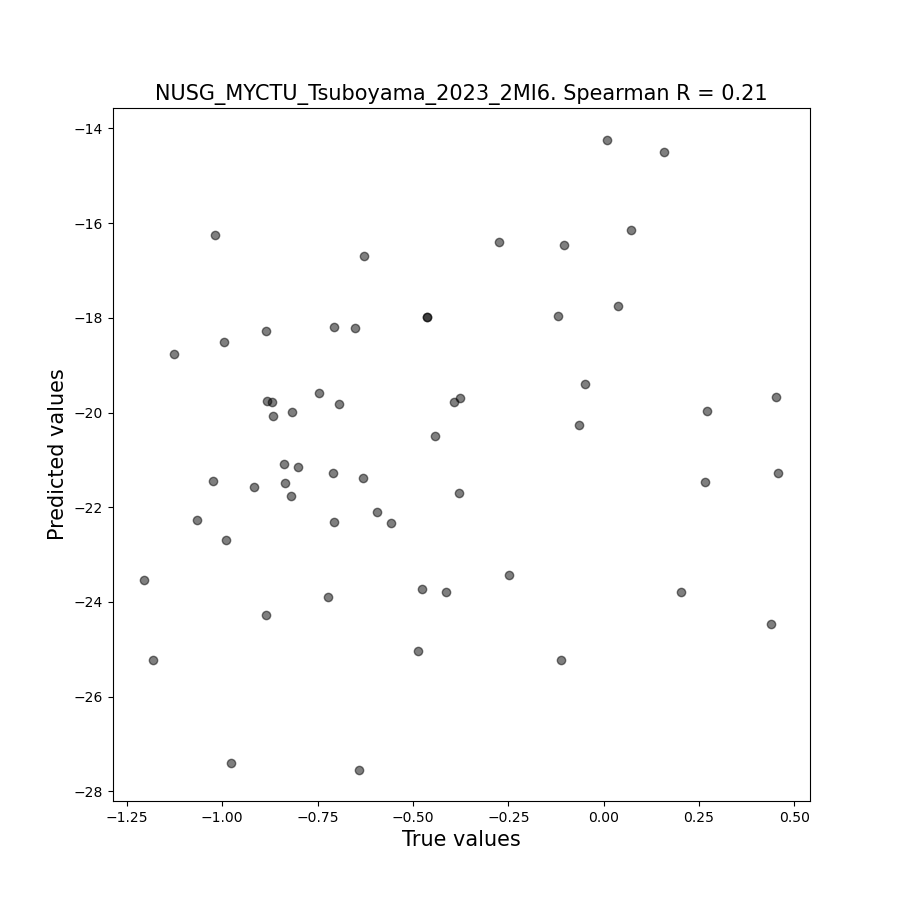 NUSG_MYCTU_Tsuboyama_2023_2MI6. Spearman R = 0.21
−14
−16
−18
−20
−22
−24
−26
−28
Predicted values
−1.25 −1.00 −0.75 −0.50 −0.25 0.00 0.25 0.50
True values